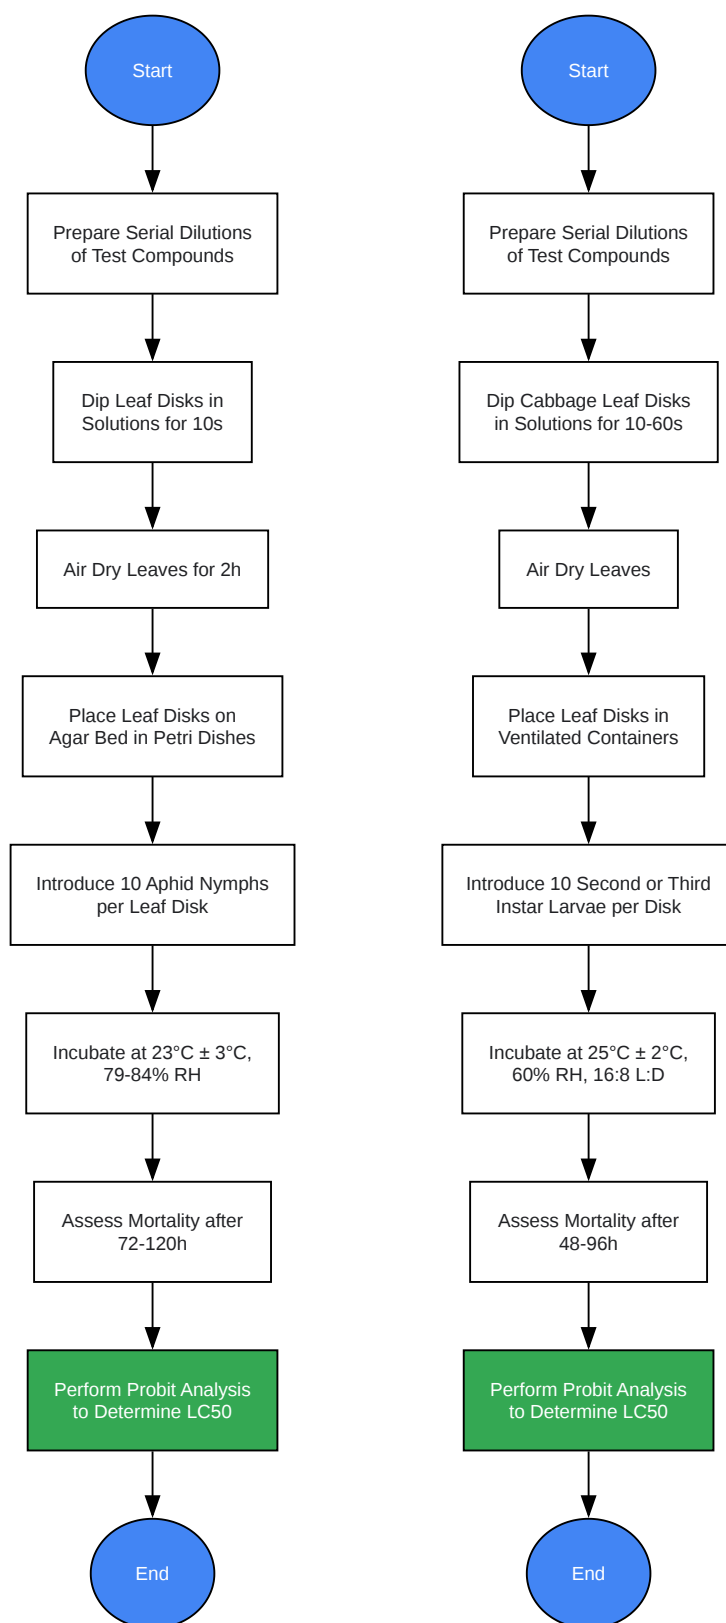 Start
Prepare Serial Dilutions
of Test Compounds
Dip Leaf Disks in
Solutions for 10s
Air Dry Leaves for 2h
Place Leaf Disks on
Agar Bed in Petri Dishes
Introduce 10 Aphid Nymphs
per Leaf Disk
Incubate at 23°C ± 3°C,
79-84% RH
Assess Mortality after
72-120h
Perform Probit Analysis
to Determine LC50
End
Start
Prepare Serial Dilutions
of Test Compounds
Dip Cabbage Leaf Disks
in Solutions for 10-60s
Air Dry Leaves
Place Leaf Disks in
Ventilated Containers
Introduce 10 Second or Third
Instar Larvae per Disk
Incubate at 25°C ± 2°C,
60% RH, 16:8 L:D
Assess Mortality after
48-96h
Perform Probit Analysis
to Determine LC50
End